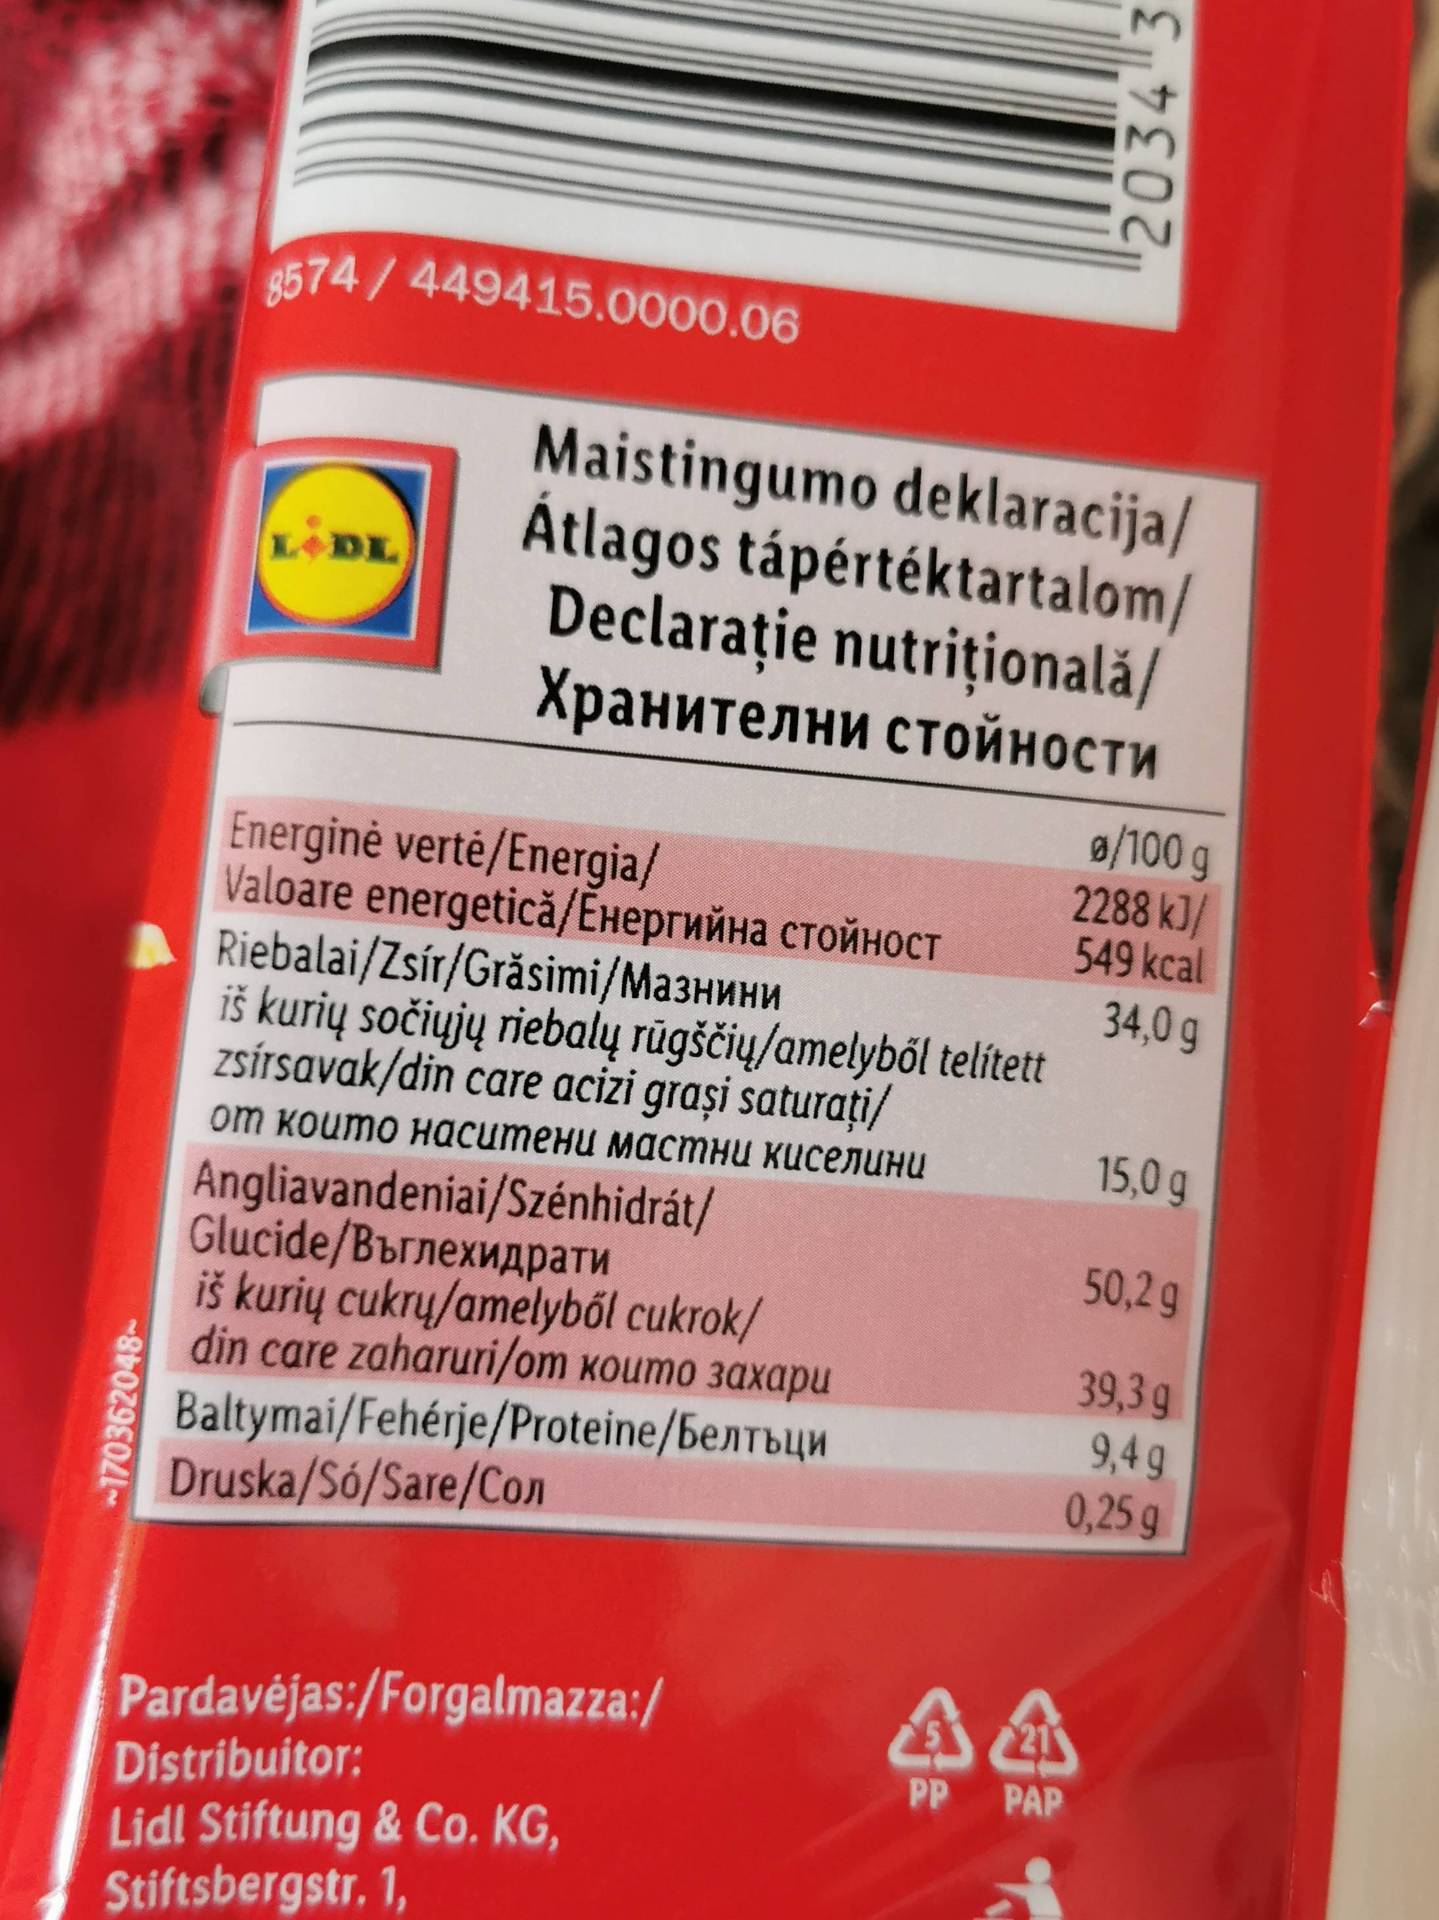 2034 3
8574 / 449415.0000.06
LIDL
Maistingumo deklaracija/
Átlagos tápértéktartalom/
Declarație nutrițională/
Хранителни стойности
ø/100 g
Energinė vertė/Energia/ 2288 kJ/
Valoare energetică/Енергийна стойност 549 kcal
Riebalai/Zsír/Grăsimi/Мазнини 34,0 g
iš kurių sočiųjų riebalų rūgščių/amelyből telített
zsírsavak/din care acizi grași saturați/
от които наситени мастни киселини 15,0 g
Angliavandeniai/Szénhidrát/
Glucide/Въглехидрати 50,2 g
iš kurių cukrų/amelyből cukrok/
din care zaharuri/от които захари 39,3 g
Baltymai/Fehérje/Proteine/Белтъци 9,4 g
Druska/Só/Sare/Сол 0,25 g
~170362048~
Pardavėjas:/Forgalmazza:/
Distribuitor:
Lidl Stiftung & Co. KG,
Stiftsbergstr. 1,
5 21
PP PAP